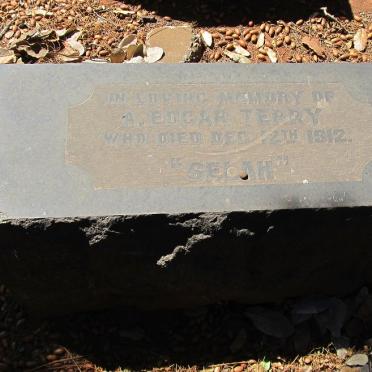 IN LOVING MEMORY OF
A. EDGAR TERRY
WHO DIED DEC. 12TH 1912.
"SELAH"